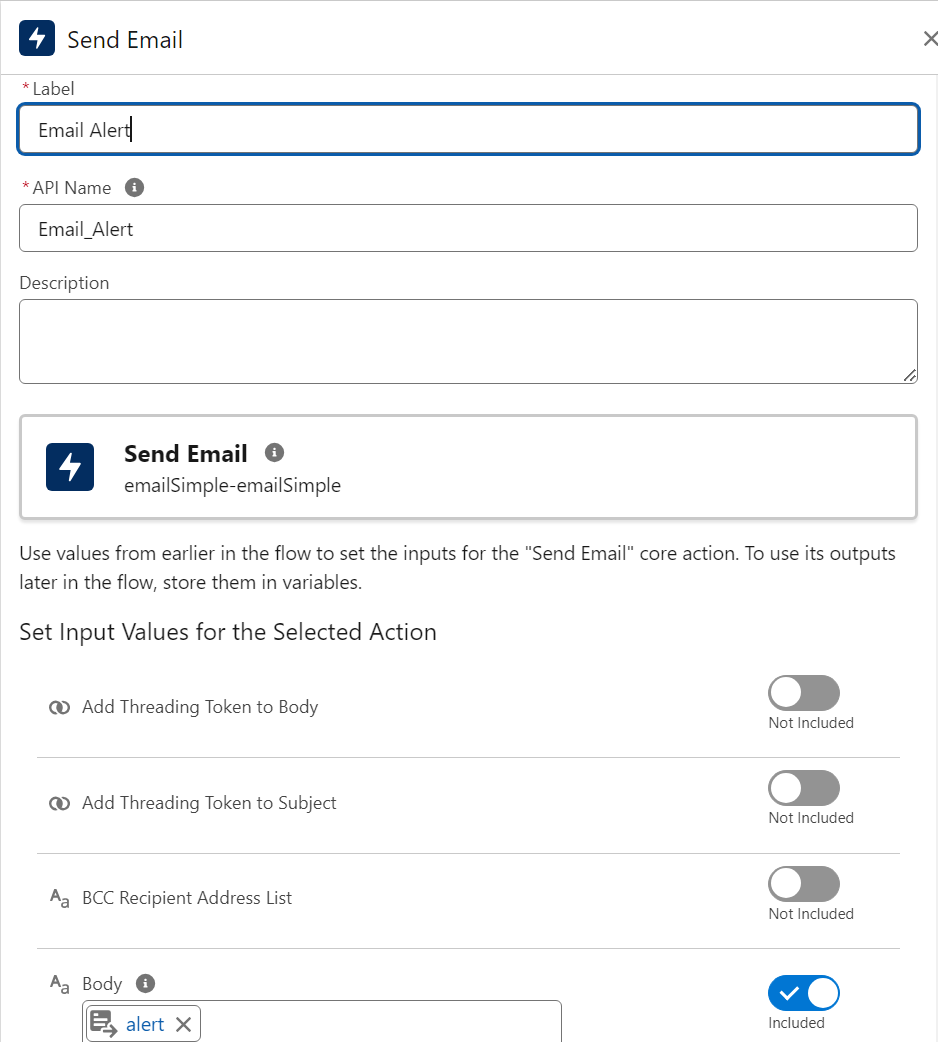 Send Email
*Label
Email Alert
*API Name
Email_Alert
Description
Send Email
emailSimple-emailSimple
Use values from earlier in the flow to set the inputs for the "Send Email" core action. To use its outputs
later in the flow, store them in variables.
Set Input Values for the Selected Action
Add Threading Token to Body
Not Included
Add Threading Token to Subject
Not Included
Aa BCC Recipient Address List
Not Included
Aa Body
alert
Included